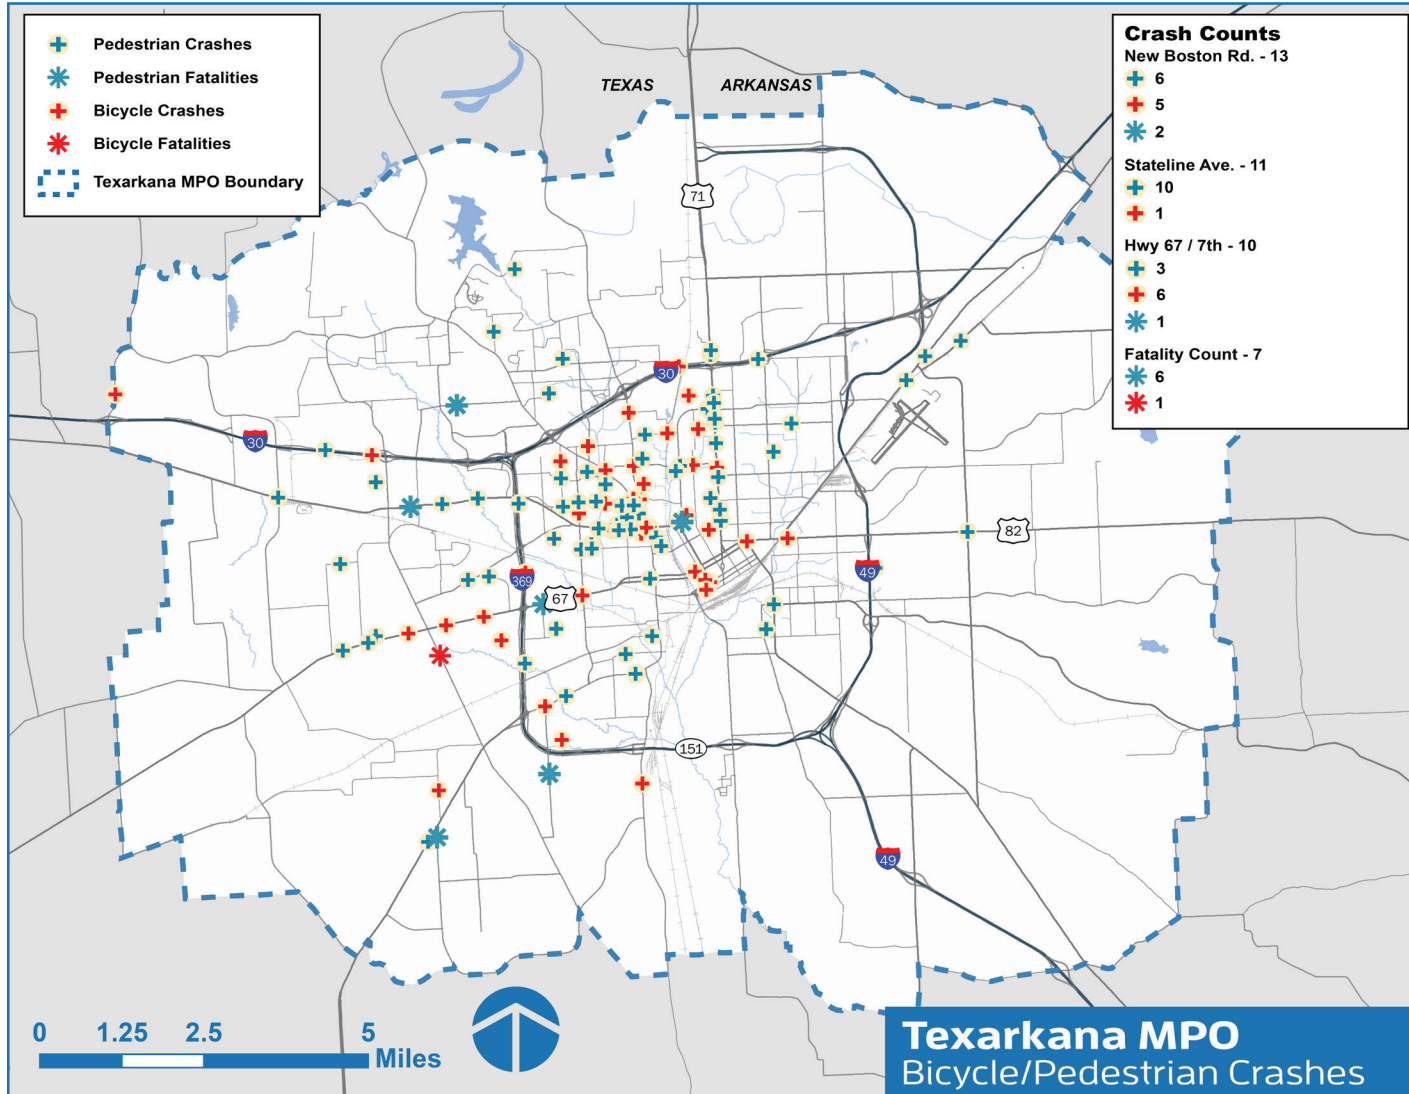 Pedestrian Crashes
Pedestrian Fatalities
Bicycle Crashes
Bicycle Fatalities
Texarkana MPO Boundary
TEXAS
ARKANSAS
Crash Counts
New Boston Rd. - 13
6
5
2
Stateline Ave. - 11
10
1
Hwy 67 / 7th - 10
3
6
1
Fatality Count - 7
6
1
71
30
30
82
369
49
67
151
49
0 1.25 2.5 5
Miles
Texarkana MPO
Bicycle/Pedestrian Crashes